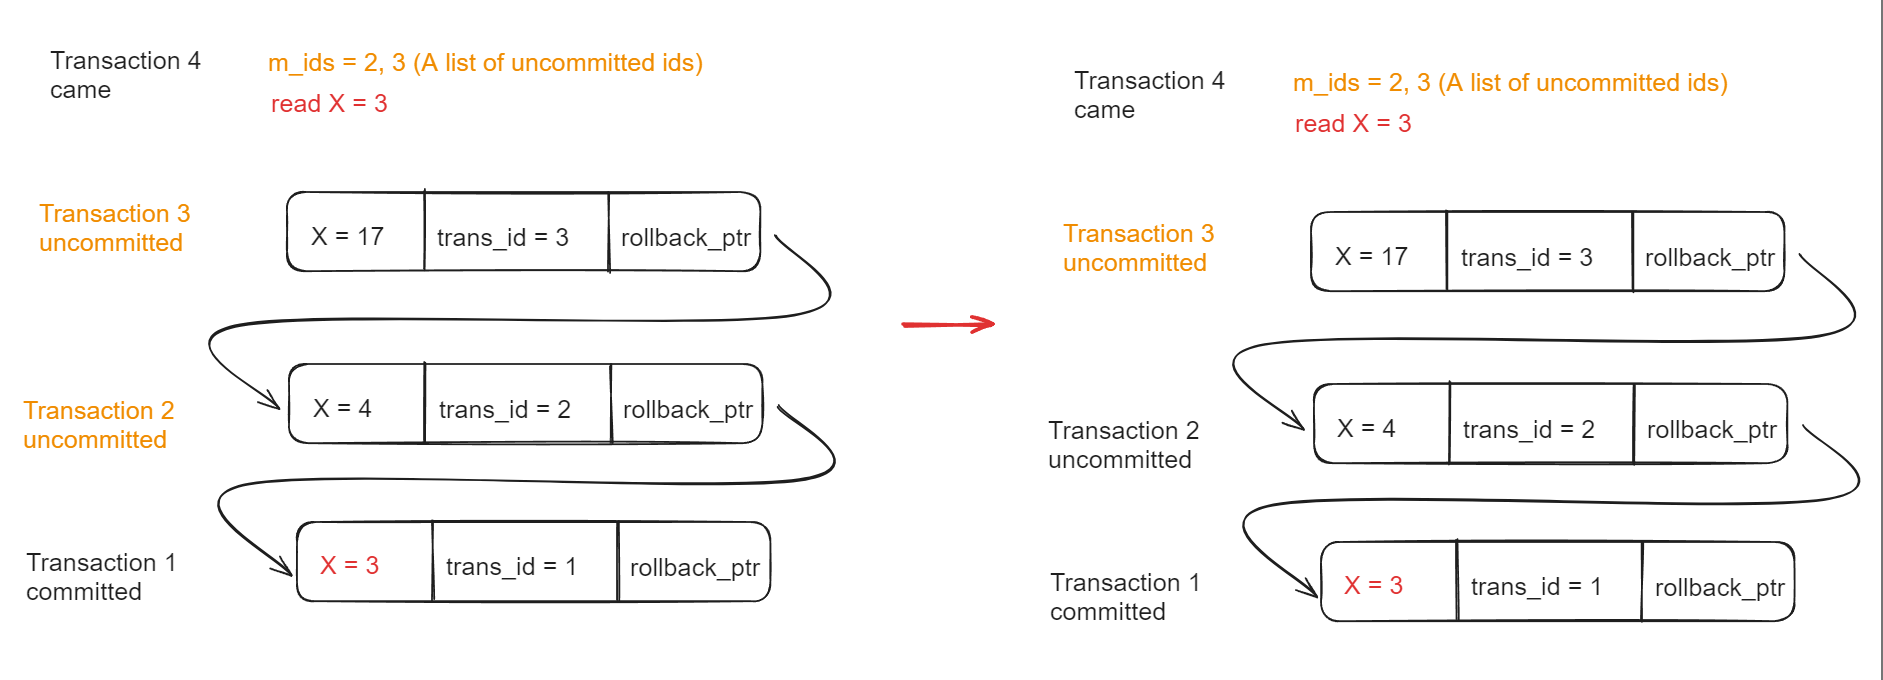 Transaction 4
came
m_ids = 2, 3 (A list of uncommitted ids)
read X = 3
Transaction 3
uncommitted
X = 17
trans_id = 3
rollback_ptr
Transaction 2
uncommitted
X = 4
trans_id = 2
rollback_ptr
Transaction 1
committed
X = 3
trans_id = 1
rollback_ptr
Transaction 4
came
m_ids = 2, 3 (A list of uncommitted ids)
read X = 3
Transaction 3
uncommitted
X = 17
trans_id = 3
rollback_ptr
Transaction 2
uncommitted
X = 4
trans_id = 2
rollback_ptr
Transaction 1
committed
X = 3
trans_id = 1
rollback_ptr